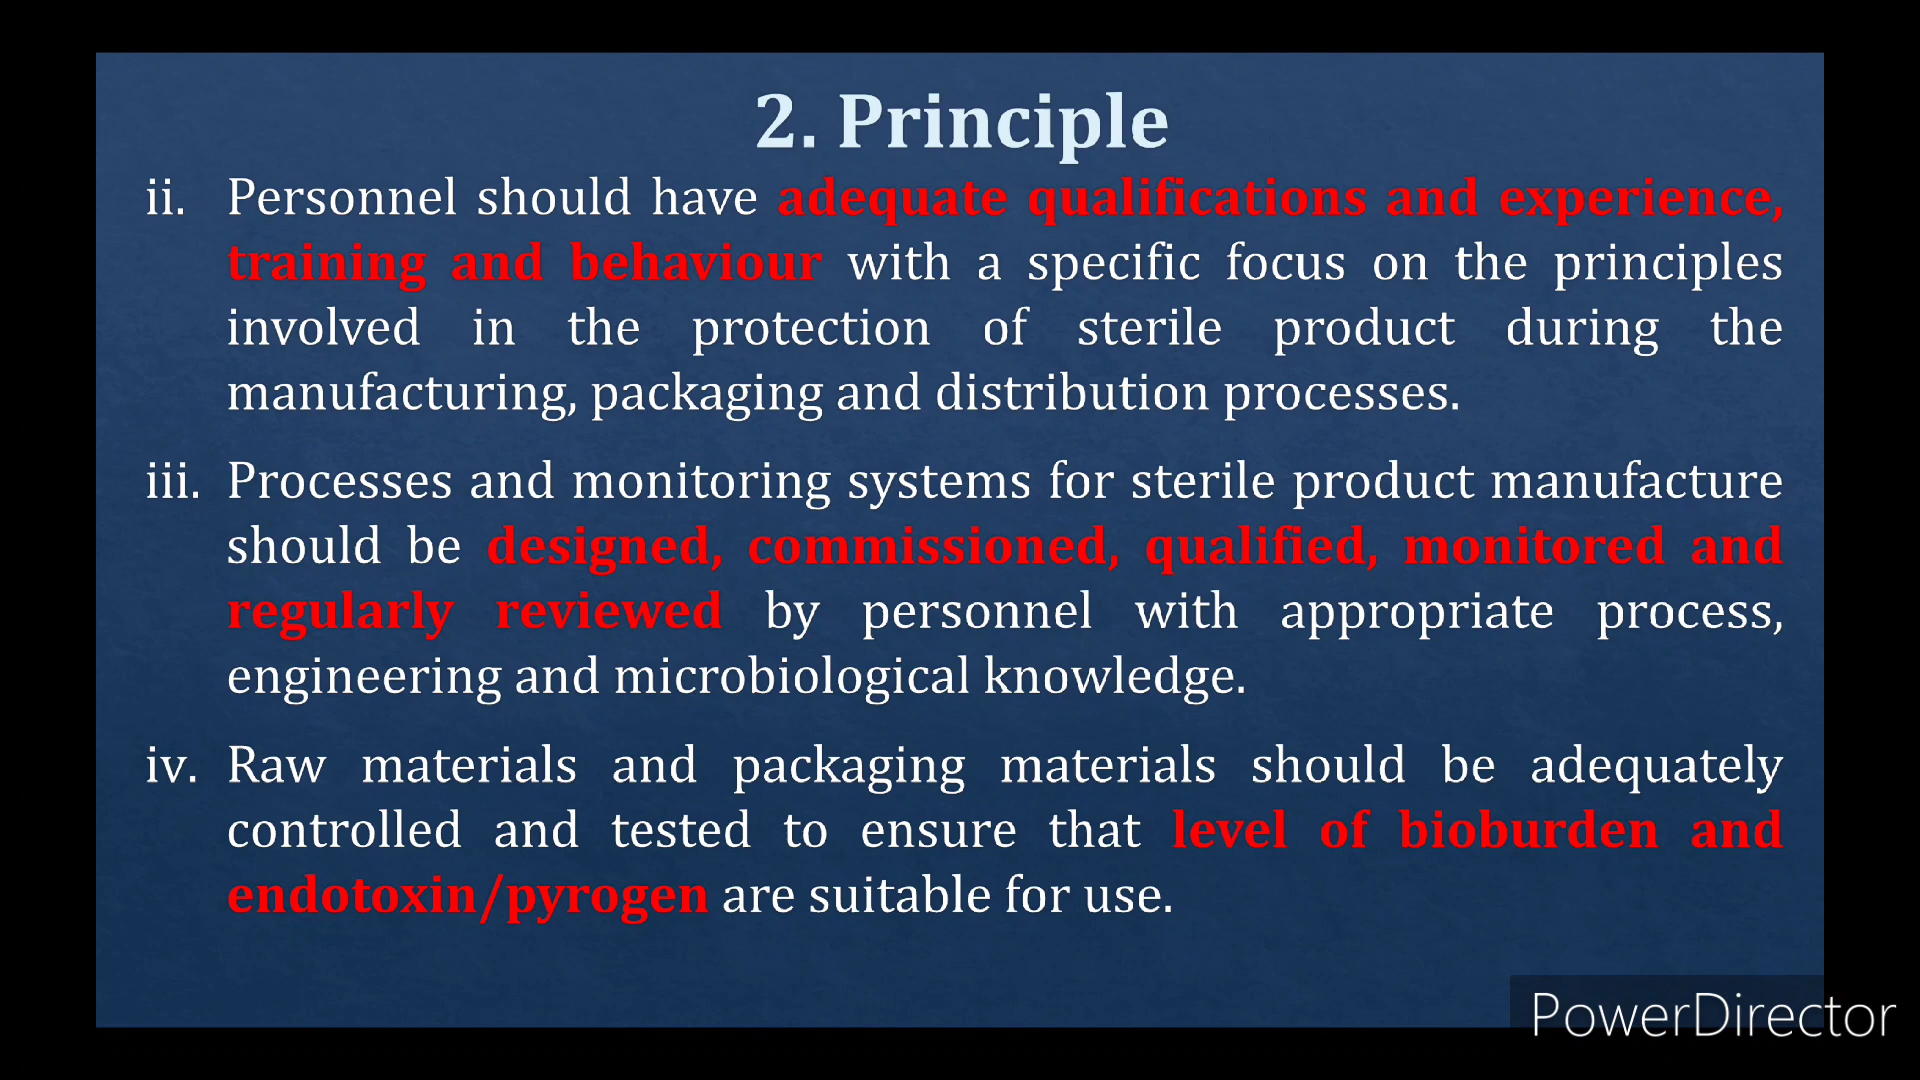 2. Principle
ii. Personnel should have adequate qualifications and experience,
training and behaviour with a specific focus on the principles
involved in the protection of sterile product during the
manufacturing, packaging and distribution processes.
iii. Processes and monitoring systems for sterile product manufacture
should be designed, commissioned, qualified, monitored and
regularly reviewed by personnel with appropriate process,
engineering and microbiological knowledge.
iv. Raw materials and packaging materials should be adequately
controlled and tested to ensure that level of bioburden and
endotoxin/pyrogen are suitable for use.
PowerDirector